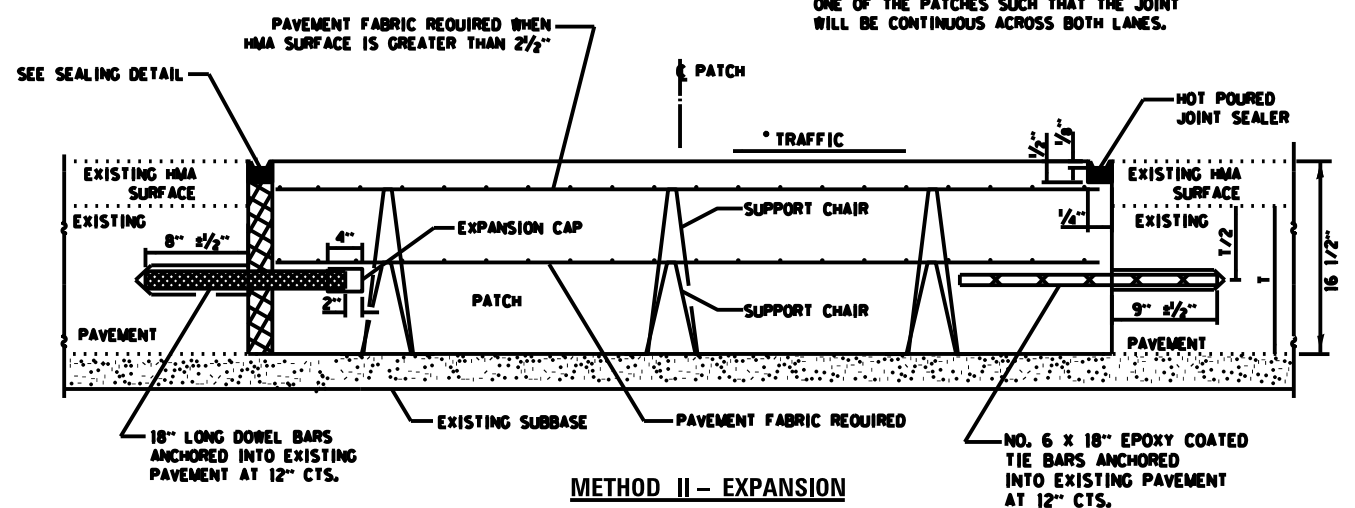 ONE OF THE PATCHES SUCH THAT THE JOINT
WILL BE CONTINUOUS ACROSS BOTH LANES.
PAVEMENT FABRIC REQUIRED WHEN
HMA SURFACE IS GREATER THAN 2½"
SEE SEALING DETAIL
℄ PATCH
HOT POURED
JOINT SEALER
* TRAFFIC
½"
⅛"
EXISTING HMA
SURFACE
EXISTING HMA
SURFACE
EXISTING
SUPPORT CHAIR
¼"
EXISTING
8" ±½"
4"
EXPANSION CAP
T/2
T
16 1/2"
2"
PATCH
SUPPORT CHAIR
9" ±½"
PAVEMENT
PAVEMENT
EXISTING SUBBASE
PAVEMENT FABRIC REQUIRED
18" LONG DOWEL BARS
ANCHORED INTO EXISTING
PAVEMENT AT 12" CTS.
NO. 6 X 18" EPOXY COATED
TIE BARS ANCHORED
INTO EXISTING PAVEMENT
AT 12" CTS.
METHOD II – EXPANSION